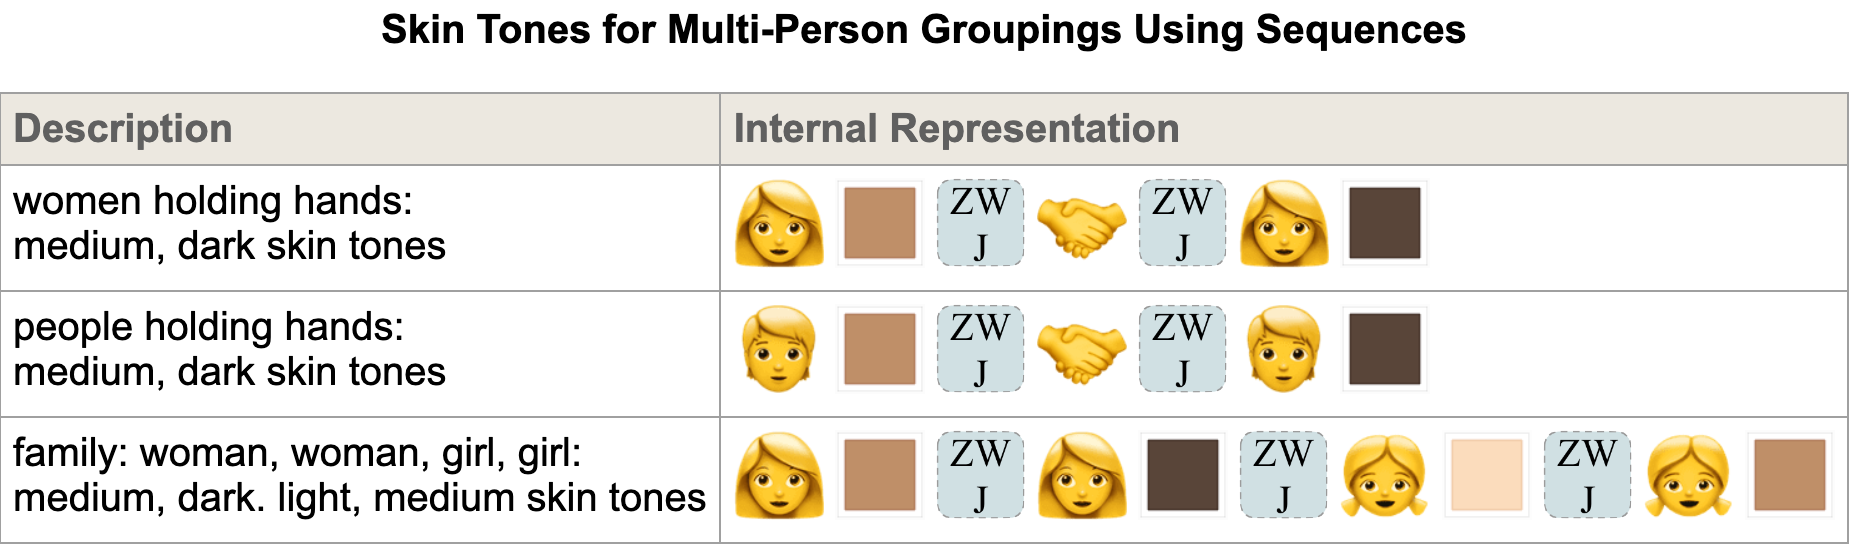 Skin Tones for Multi-Person Groupings Using Sequences
Description Internal Representation
women holding hands:
medium, dark skin tones
ZW
J
ZW
J
people holding hands:
medium, dark skin tones
ZW
J
ZW
J
family: woman, woman, girl, girl:
medium, dark. light, medium skin tones
ZW
J
ZW
J
ZW
J